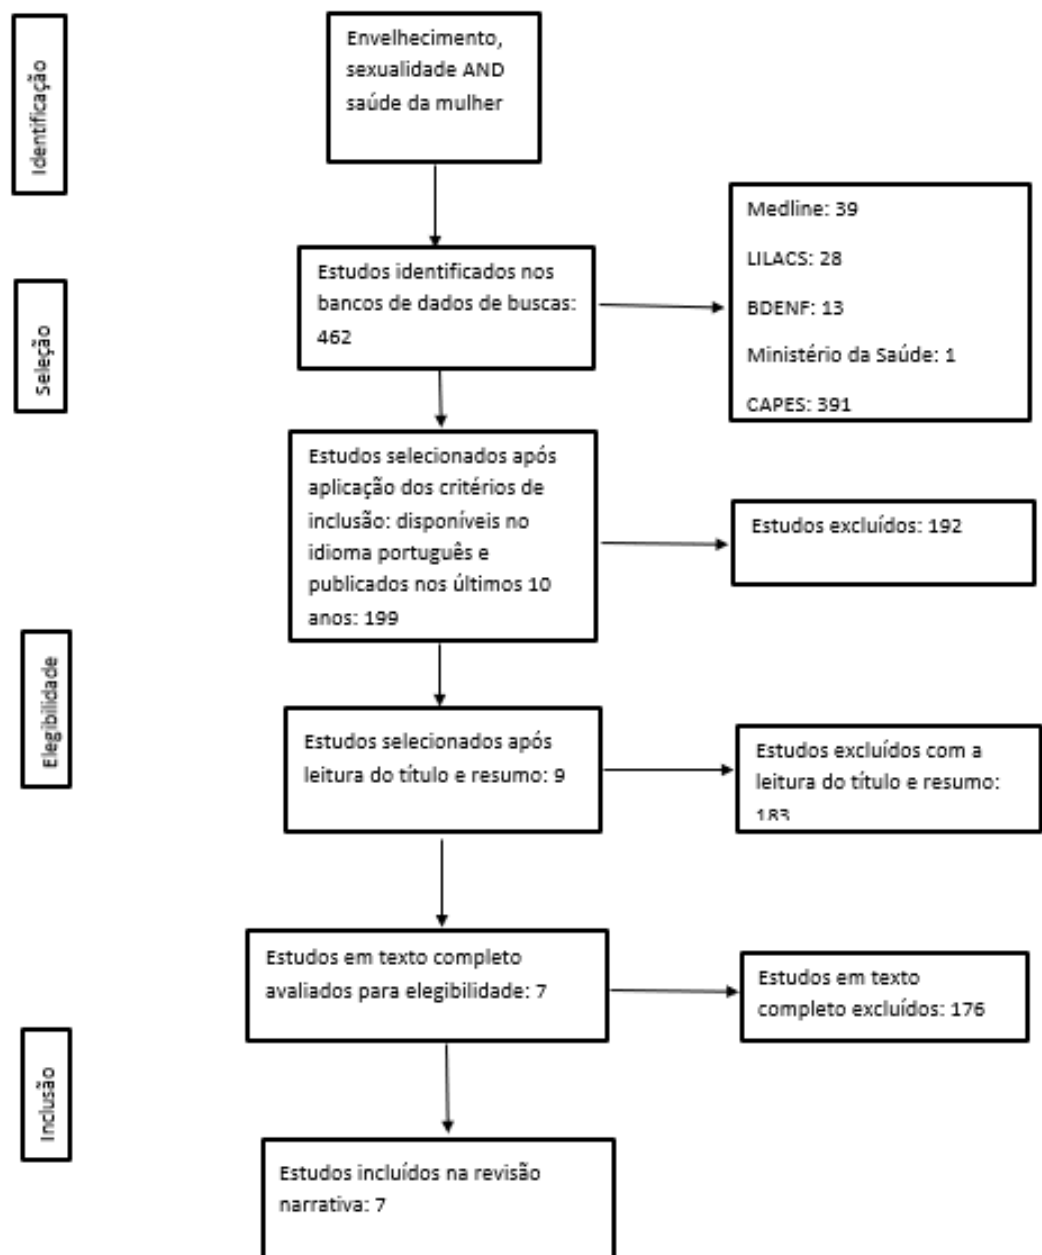 Identificação
Envelhecimento,
sexualidade AND
saúde da mulher
Seleção
Estudos identificados nos
bancos de dados de buscas:
462
Medline: 39
LILACS: 28
BDENF: 13
Ministério da Saúde: 1
CAPES: 391
Estudos selecionados após
aplicação dos critérios de
inclusão: disponíveis no
idioma português e
publicados nos últimos 10
anos: 199
Estudos excluídos: 192
Elegibilidade
Estudos selecionados após
leitura do título e resumo: 9
Estudos excluídos com a
leitura do título e resumo:
183
Estudos em texto completo
avaliados para elegibilidade: 7
Estudos em texto
completo excluídos: 176
Inclusão
Estudos incluídos na revisão
narrativa: 7